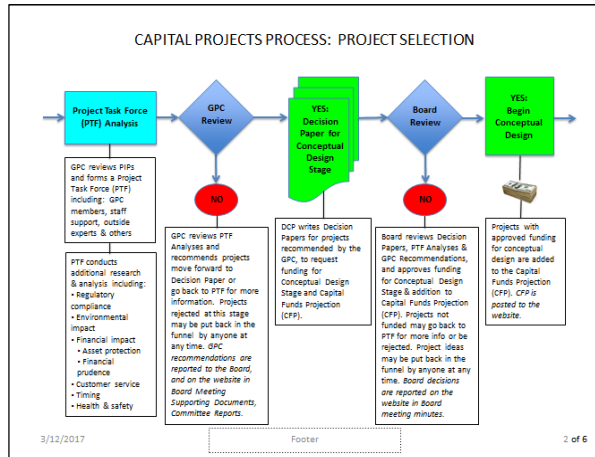 CAPITAL PROJECTS PROCESS: PROJECT SELECTION
Project Task Force
(PTF) Analysis
GPC
Review
YES:
Decision
Paper for
Conceptual
Design
Stage
Board
Review
YES:
Begin
Conceptual
Design
NO
NO
GPC reviews PIPs
and forms a Project
Task Force (PTF)
including: GPC
members, staff
support, outside
experts & others
PTF conducts
additional research
& analysis including:
• Regulatory
compliance
• Environmental
impact
• Financial impact
• Asset protection
• Financial
prudence
• Customer service
• Timing
• Health & safety
GPC reviews PTF
Analyses and
recommends projects
move forward to
Decision Paper or
go back to PTF for more
information. Projects
rejected at this stage
may be put back in the
funnel by anyone at
any time. GPC
recommendations are
reported to the Board,
and on the website in
Board Meeting
Supporting Documents,
Committee Reports.
DCP writes Decision
Papers for projects
recommended by the
GPC, to request
funding for
Conceptual Design
Stage and Capital
Funds Projection
(CFP).
Board reviews Decision
Papers, PTF Analyses &
GPC Recommendations,
and approves funding
for Conceptual Design
Stage & addition to
Capital Funds Projection
(CFP). Projects not
funded may go back to
PTF for more info or be
rejected. Project ideas
may be put back in the
funnel by anyone at any
time. Board decisions
are reported on the
website in Board
meeting minutes.
Projects with
approved funding for
conceptual design
are added to the
Capital Funds
Projection (CFP). CFP is
posted to the
website.
3/12/2017
Footer
2 of 6